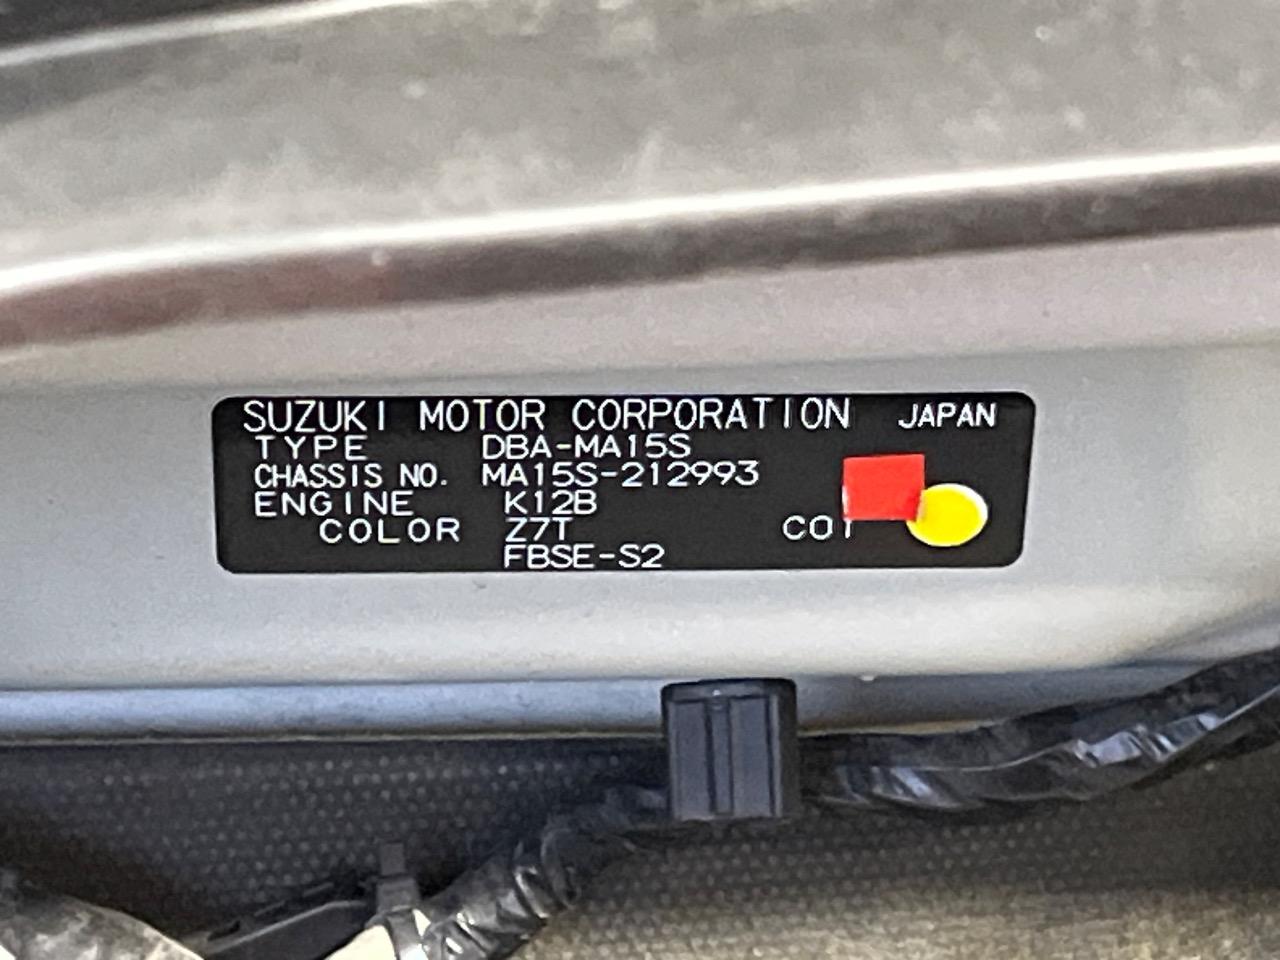 SUZUKI MOTOR CORPORATION JAPAN
TYPE DBA-MA15S
CHASSIS NO. MA15S-212993
ENGINE K12B
COLOR Z7T
FBSE-S2